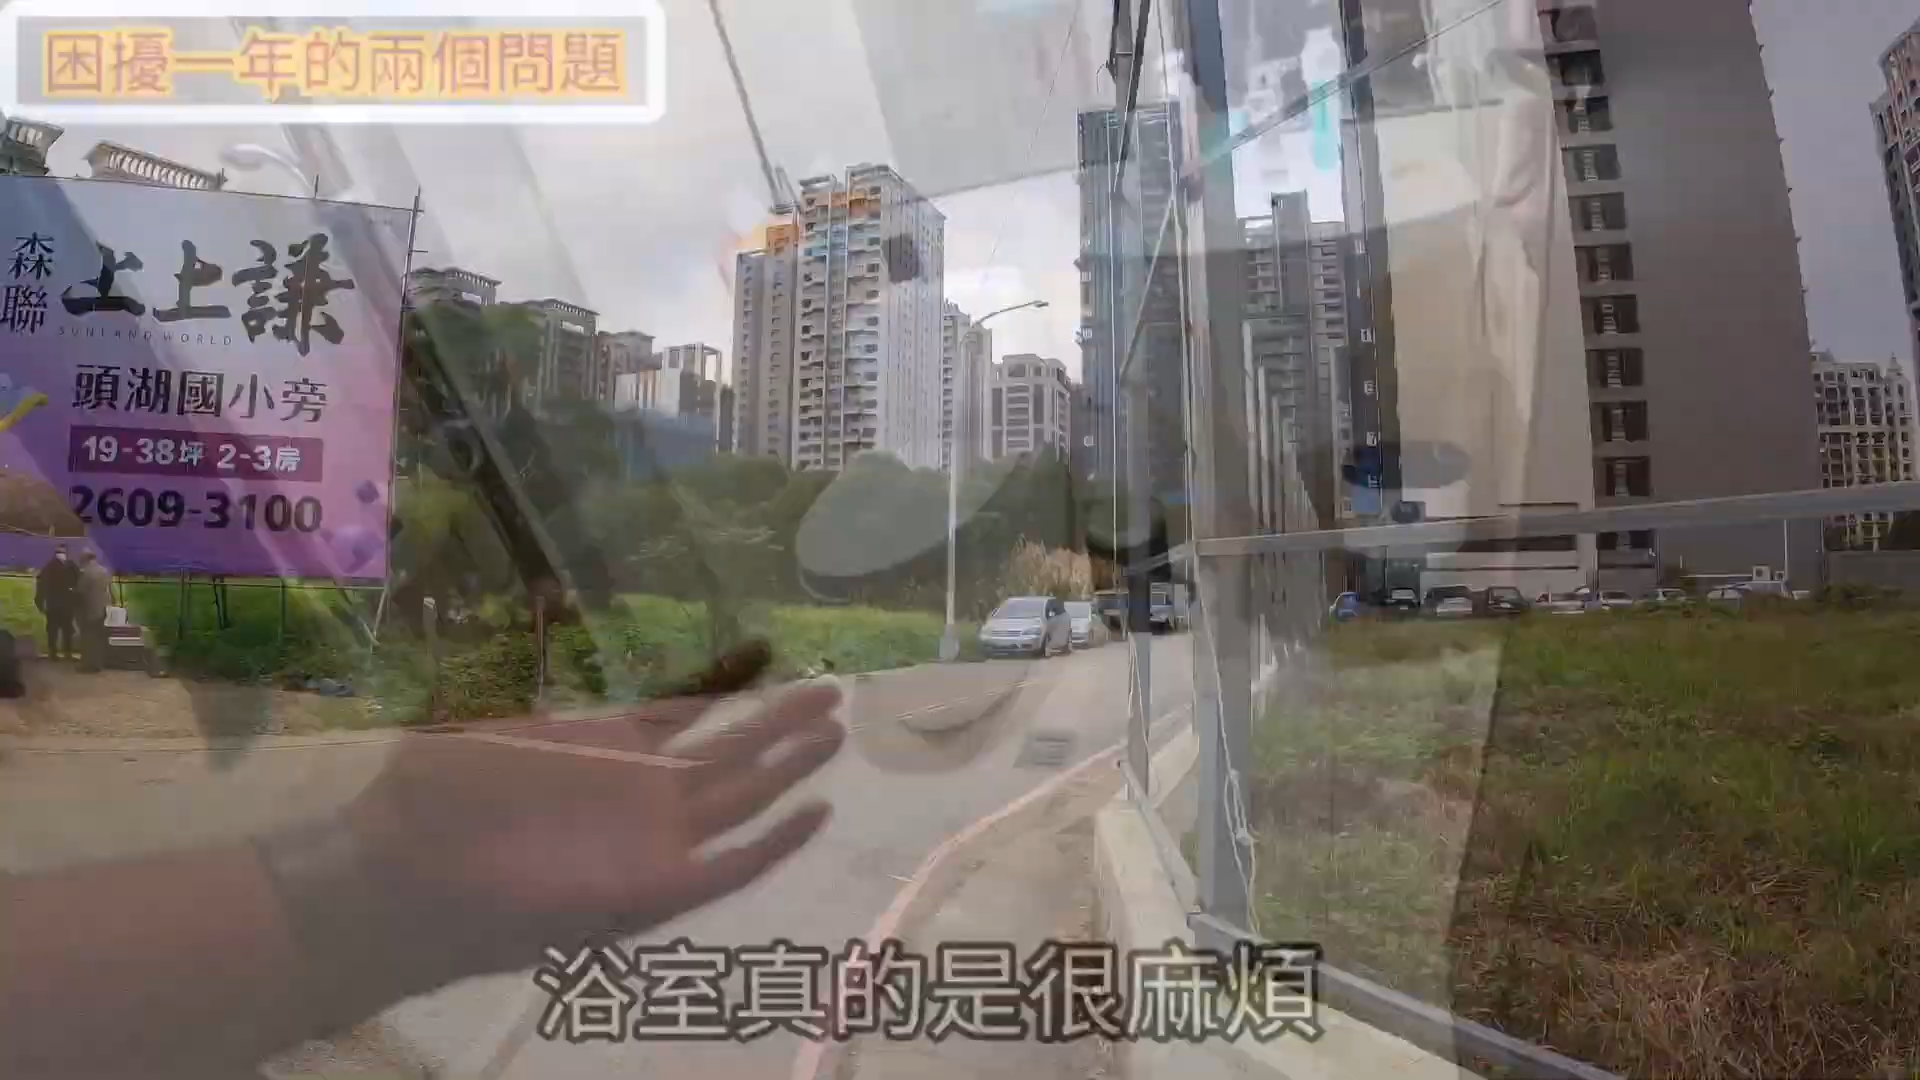 困擾一年的兩個問題
森聯
上上謙
SUNLAND WORLD
頭湖國小旁
19-38坪 2-3房
2609-3100
浴室真的是很麻煩